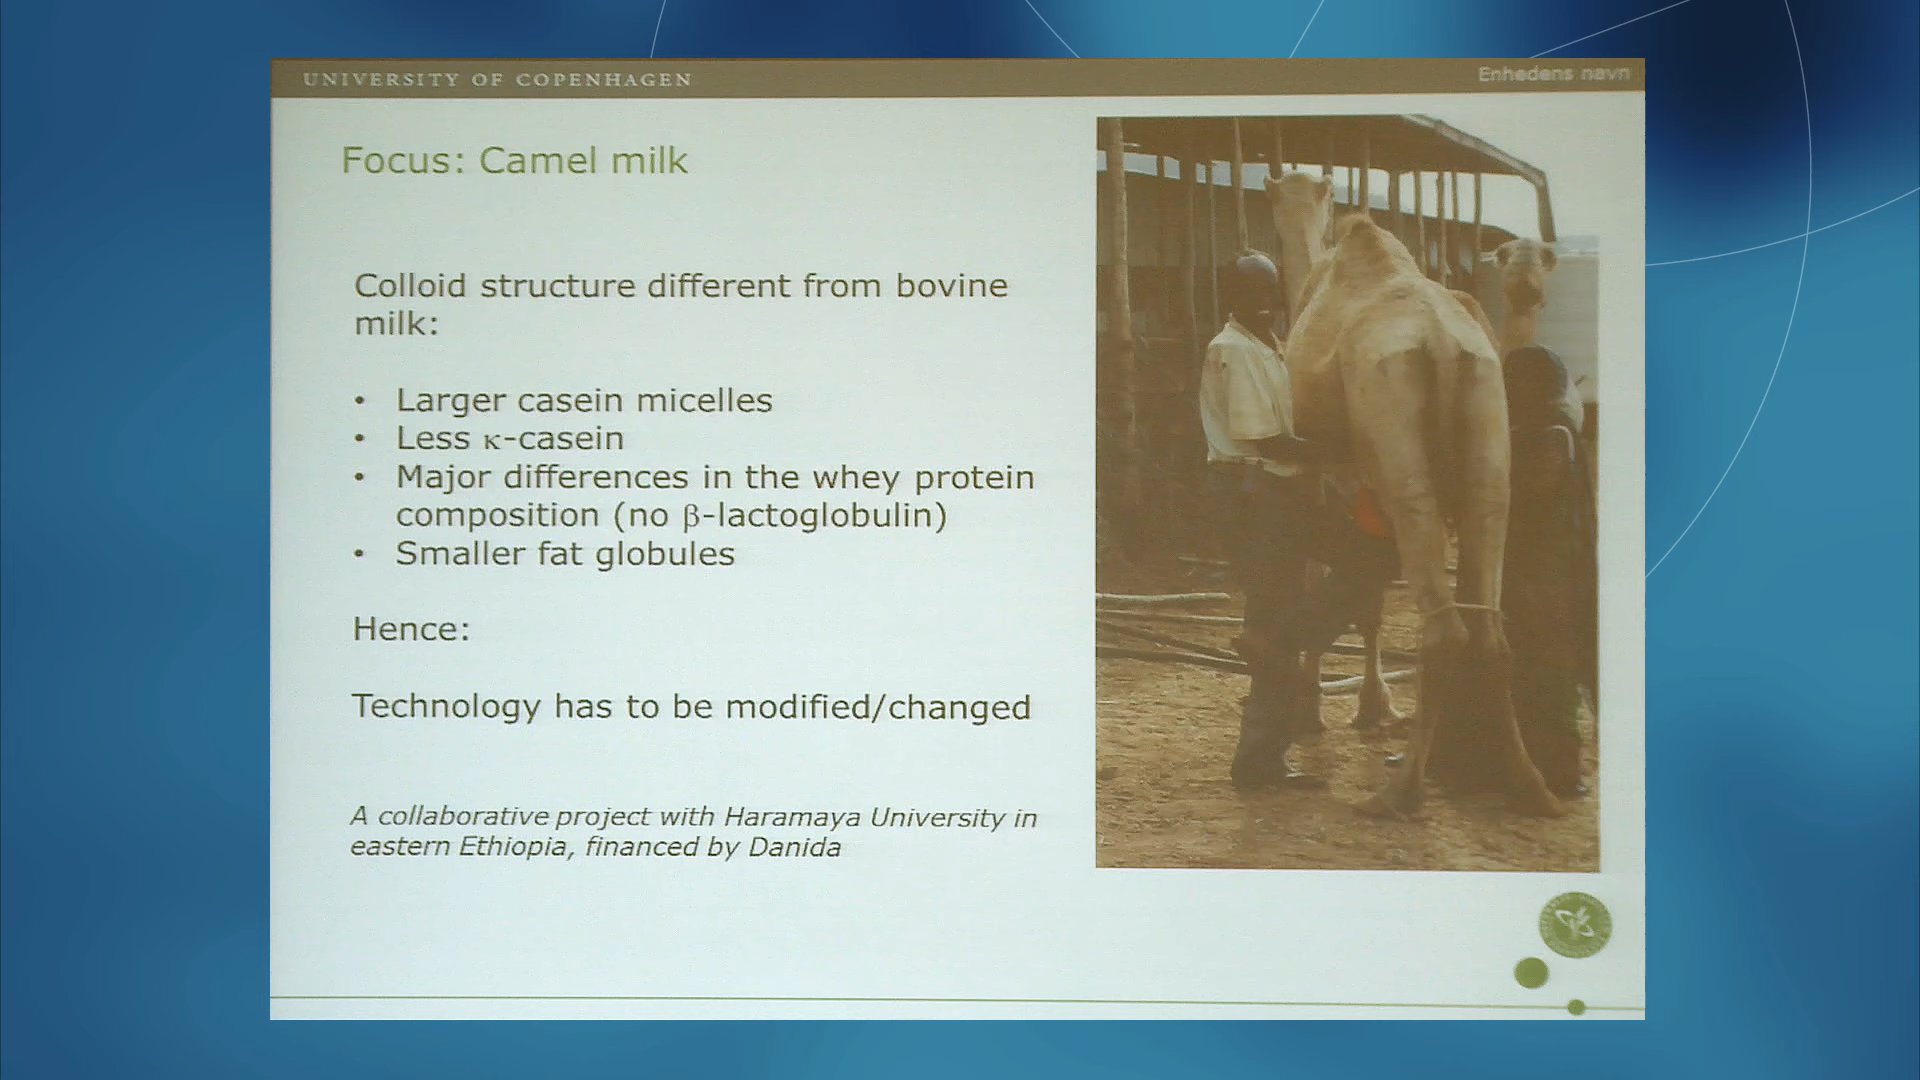 UNIVERSITY OF COPENHAGEN
Enhedens navn
Focus: Camel milk
Colloid structure different from bovine
milk:
• Larger casein micelles
• Less κ-casein
• Major differences in the whey protein
composition (no β-lactoglobulin)
• Smaller fat globules
Hence:
Technology has to be modified/changed
A collaborative project with Haramaya University in
eastern Ethiopia, financed by Danida